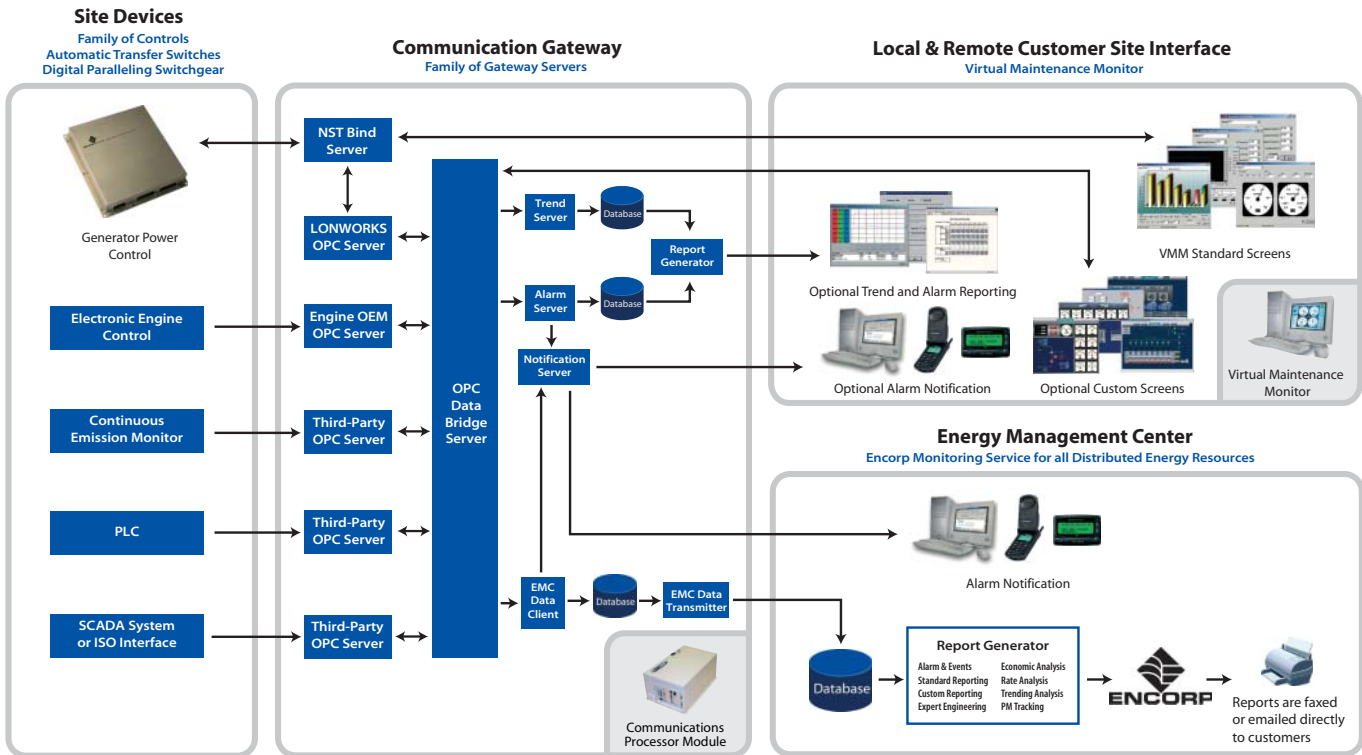 Site Devices
Family of Controls
Automatic Transfer Switches
Digital Paralleling Switchgear
Generator Power
Control
Electronic Engine
Control
Continuous
Emission Monitor
PLC
SCADA System
or ISO Interface
Communication Gateway
Family of Gateway Servers
NST Bind
Server
LONWORKS
OPC Server
Engine OEM
OPC Server
Third-Party
OPC Server
Third-Party
OPC Server
Third-Party
OPC Server
OPC
Data
Bridge
Server
Trend
Server
Database
Alarm
Server
Database
Report
Generator
Notification
Server
EMC
Data
Client
Database
EMC Data
Transmitter
Communications
Processor Module
Local & Remote Customer Site Interface
Virtual Maintenance Monitor
VMM Standard Screens
Optional Trend and Alarm Reporting
Optional Alarm Notification
Optional Custom Screens
Virtual Maintenance
Monitor
Energy Management Center
Encorp Monitoring Service for all Distributed Energy Resources
Alarm Notification
Database
Report Generator
Alarm & Events
Standard Reporting
Custom Reporting
Expert Engineering
Economic Analysis
Rate Analysis
Trending Analysis
PM Tracking
ENCORP
Reports are faxed
or emailed directly
to customers